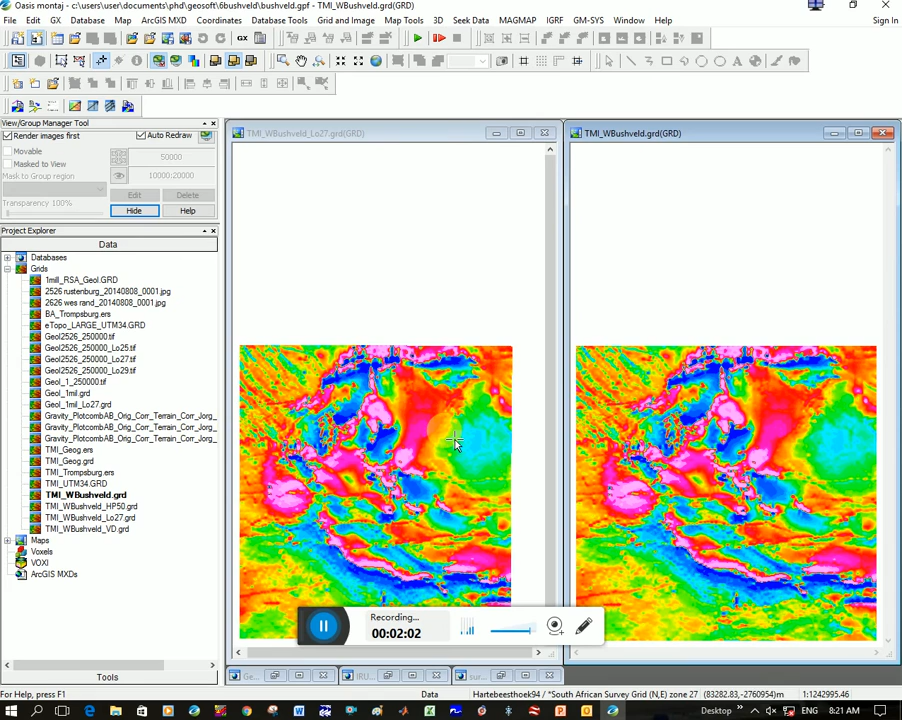 Oasis montaj - c:\users\user\documents\phd\geosoft\6bushveld\bushveld.gpf - TMI_WBushveld.grd(GRD)
File GX Database Map ArcGIS MXD Coordinates Database Tools Grid and Image Map Tools 3D Seek Data MAGMAP IGRF GM-SYS Window Help Sign In
GX
View/Group Manager Tool
Render images first Auto Redraw
Movable 50000
Masked to View
Mask to Group region 10000:20000
Edit Delete
Transparency 100%
Hide Help
Project Explorer
Data
Databases
Grids
1mill_RSA_Geol.GRD
2526 rustenburg_20140808_0001.jpg
2626 wes rand_20140808_0001.jpg
BA_Trompsburg.ers
eTopo_LARGE_UTM34.GRD
Geol2526_250000.tif
Geol2526_250000_Lo25.tif
Geol2526_250000_Lo27.tif
Geol2526_250000_Lo29.tif
Geol_1_250000.tif
Geol_1mil.grd
Geol_1mil_Lo27.grd
Gravity_PlotcombAB_Orig_Corr_Terrain_Corr_Jorg_
Gravity_PlotcombAB_Orig_Corr_Terrain_Corr_Jorg_
Gravity_PlotcombAB_Orig_Corr_Terrain_Corr_Jorg_
TMI_Geog.ers
TMI_Geog.grd
TMI_Trompsburg.ers
TMI_UTM34.GRD
TMI_WBushveld.grd
TMI_WBushveld_HP50.grd
TMI_WBushveld_Lo27.grd
TMI_WBushveld_VD.grd
Maps
Voxels
VOXI
ArcGIS MXDs
Tools
TMI_WBushveld_Lo27.grd(GRD)
TMI_WBushveld.grd(GRD)
Recording...
00:02:02
Ge... IRU... sur...
For Help, press F1 Data Hartebeesthoek94 / *South African Survey Grid (N,E) zone 27 (83282.83,-2760954)m 1:1242995.46
Desktop ENG 8:21 AM